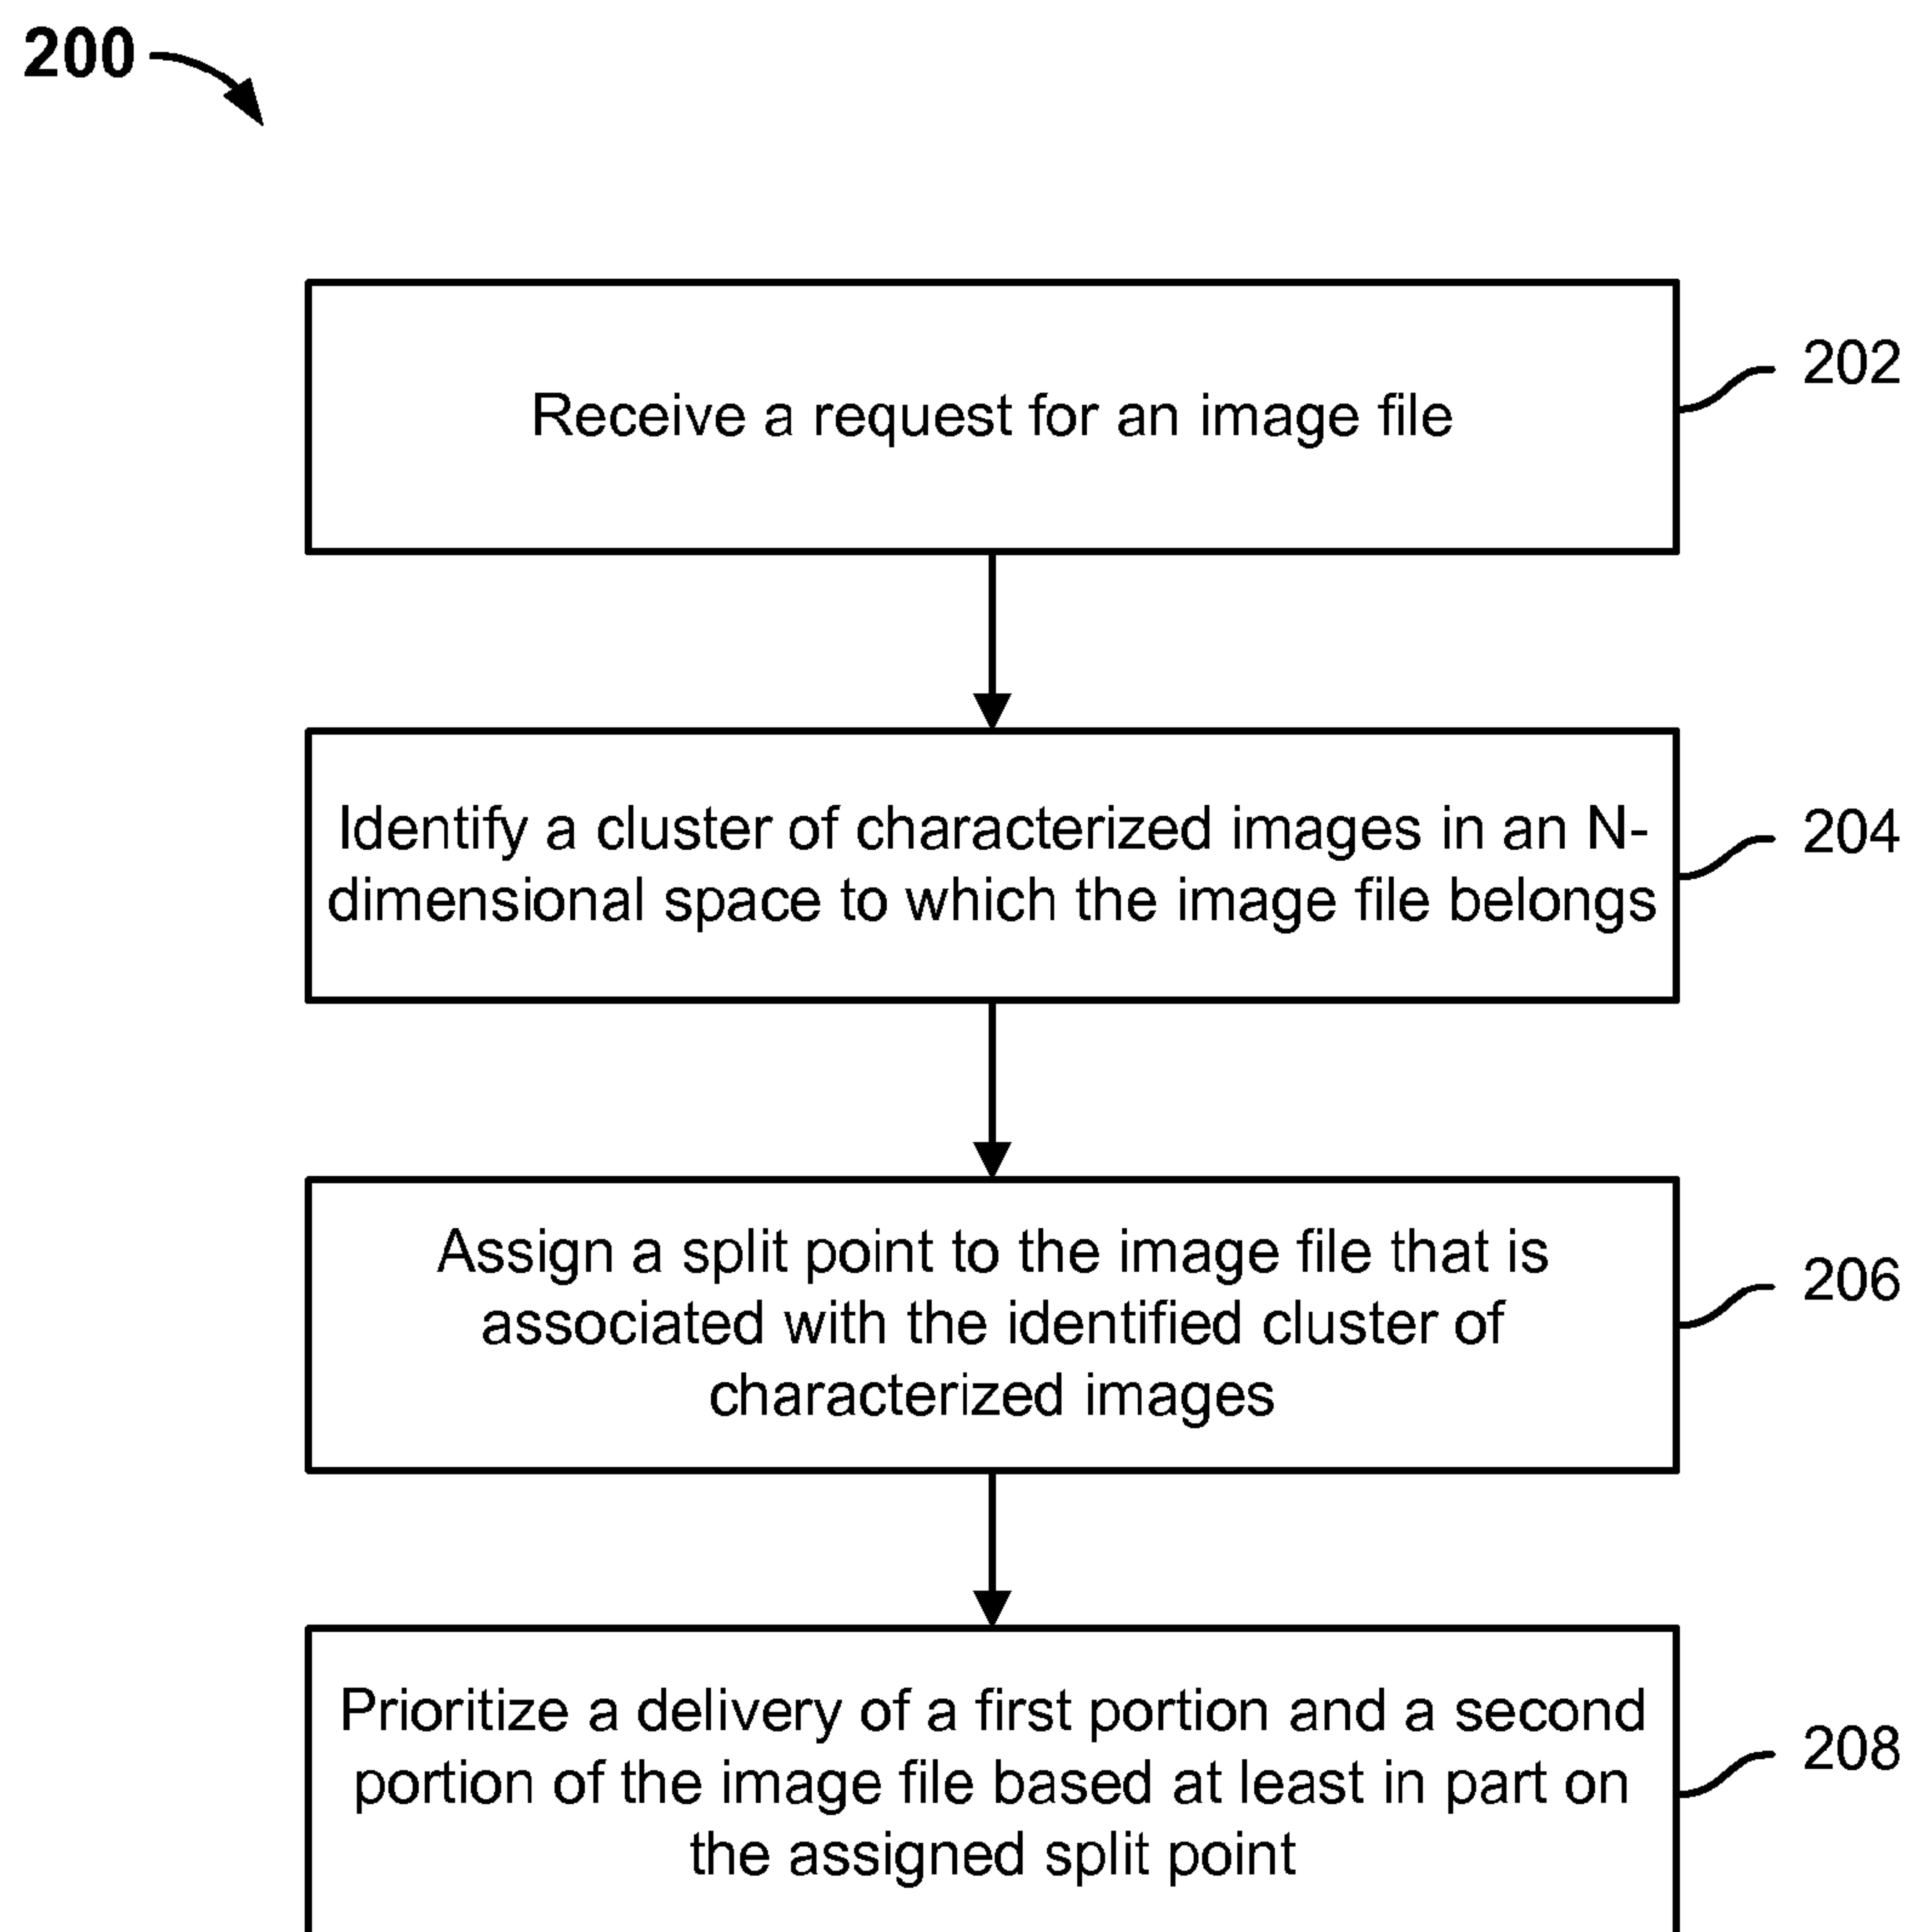 200
Receive a request for an image file
202
Identify a cluster of characterized images in an N-
dimensional space to which the image file belongs
204
Assign a split point to the image file that is
associated with the identified cluster of
characterized images
206
Prioritize a delivery of a first portion and a second
portion of the image file based at least in part on
the assigned split point
208